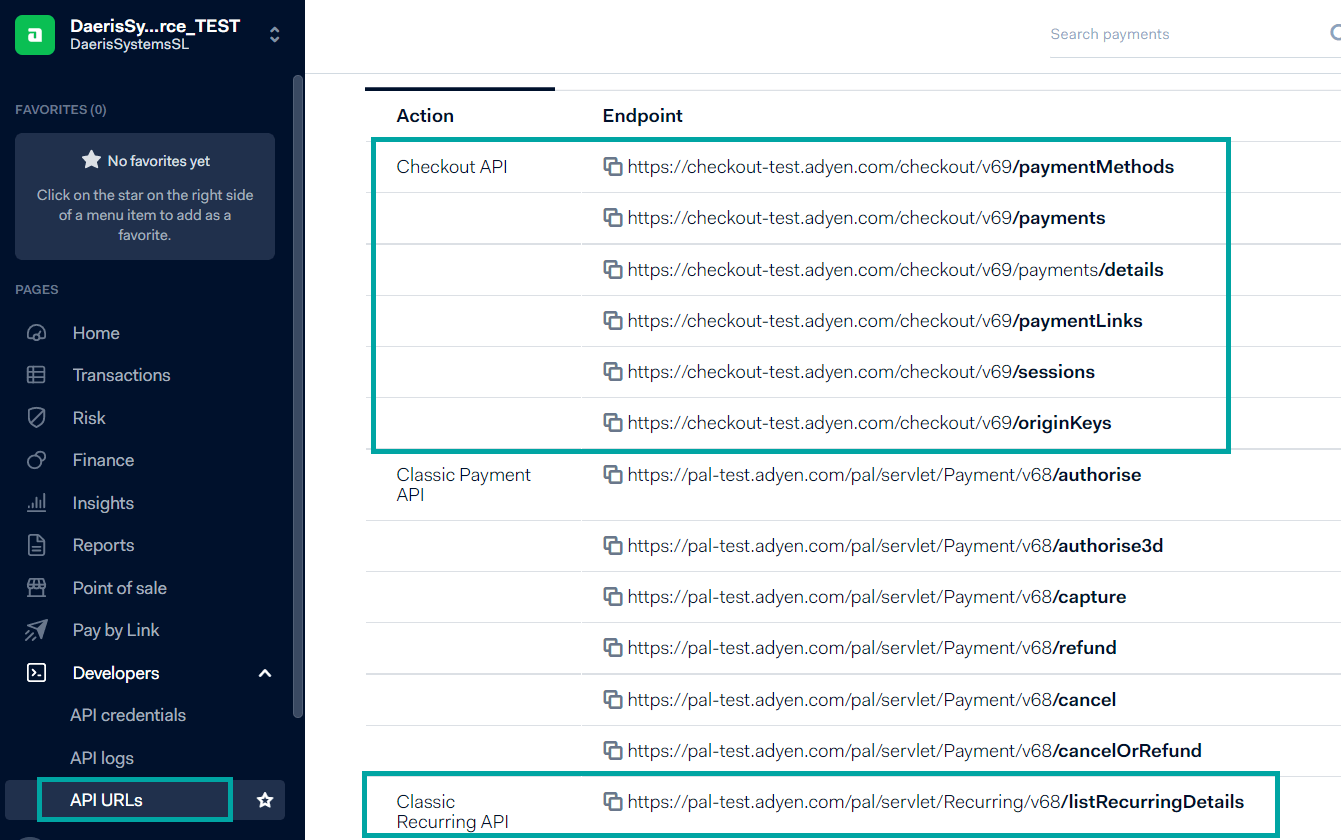 DaerisSy...rce_TEST
DaerisSystemsSL
Search payments
FAVORITES (0)
No favorites yet
Click on the star on the right side
of a menu item to add as a
favorite.
PAGES
Home
Transactions
Risk
Finance
Insights
Reports
Point of sale
Pay by Link
Developers
API credentials
API logs
API URLs
Action Endpoint
Checkout API https://checkout-test.adyen.com/checkout/v69/paymentMethods
https://checkout-test.adyen.com/checkout/v69/payments
https://checkout-test.adyen.com/checkout/v69/payments/details
https://checkout-test.adyen.com/checkout/v69/paymentLinks
https://checkout-test.adyen.com/checkout/v69/sessions
https://checkout-test.adyen.com/checkout/v69/originKeys
Classic Payment https://pal-test.adyen.com/pal/servlet/Payment/v68/authorise
API
https://pal-test.adyen.com/pal/servlet/Payment/v68/authorise3d
https://pal-test.adyen.com/pal/servlet/Payment/v68/capture
https://pal-test.adyen.com/pal/servlet/Payment/v68/refund
https://pal-test.adyen.com/pal/servlet/Payment/v68/cancel
https://pal-test.adyen.com/pal/servlet/Payment/v68/cancelOrRefund
Classic https://pal-test.adyen.com/pal/servlet/Recurring/v68/listRecurringDetails
Recurring API